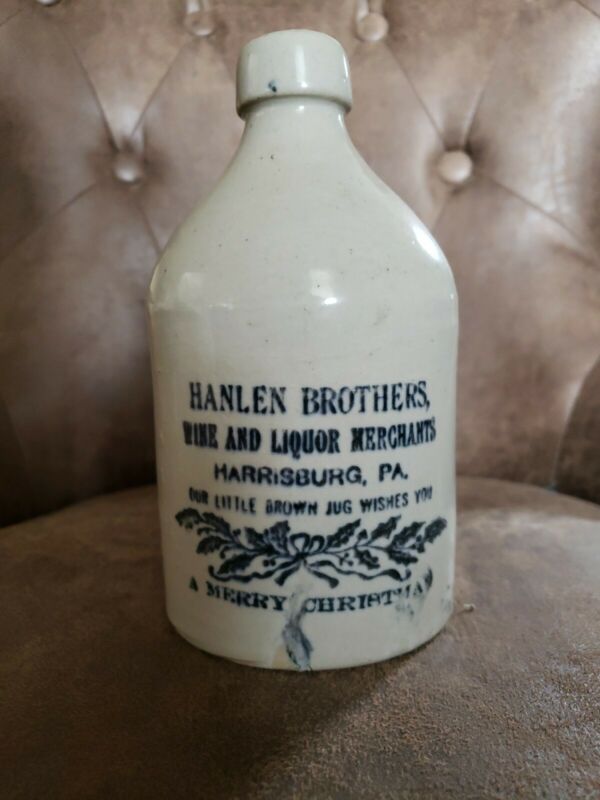 HANLEN BROTHERS,
WINE AND LIQUOR MERCHANTS
HARRISBURG, PA.
OUR LITTLE BROWN JUG WISHES YOU
A MERRY CHRISTMAS